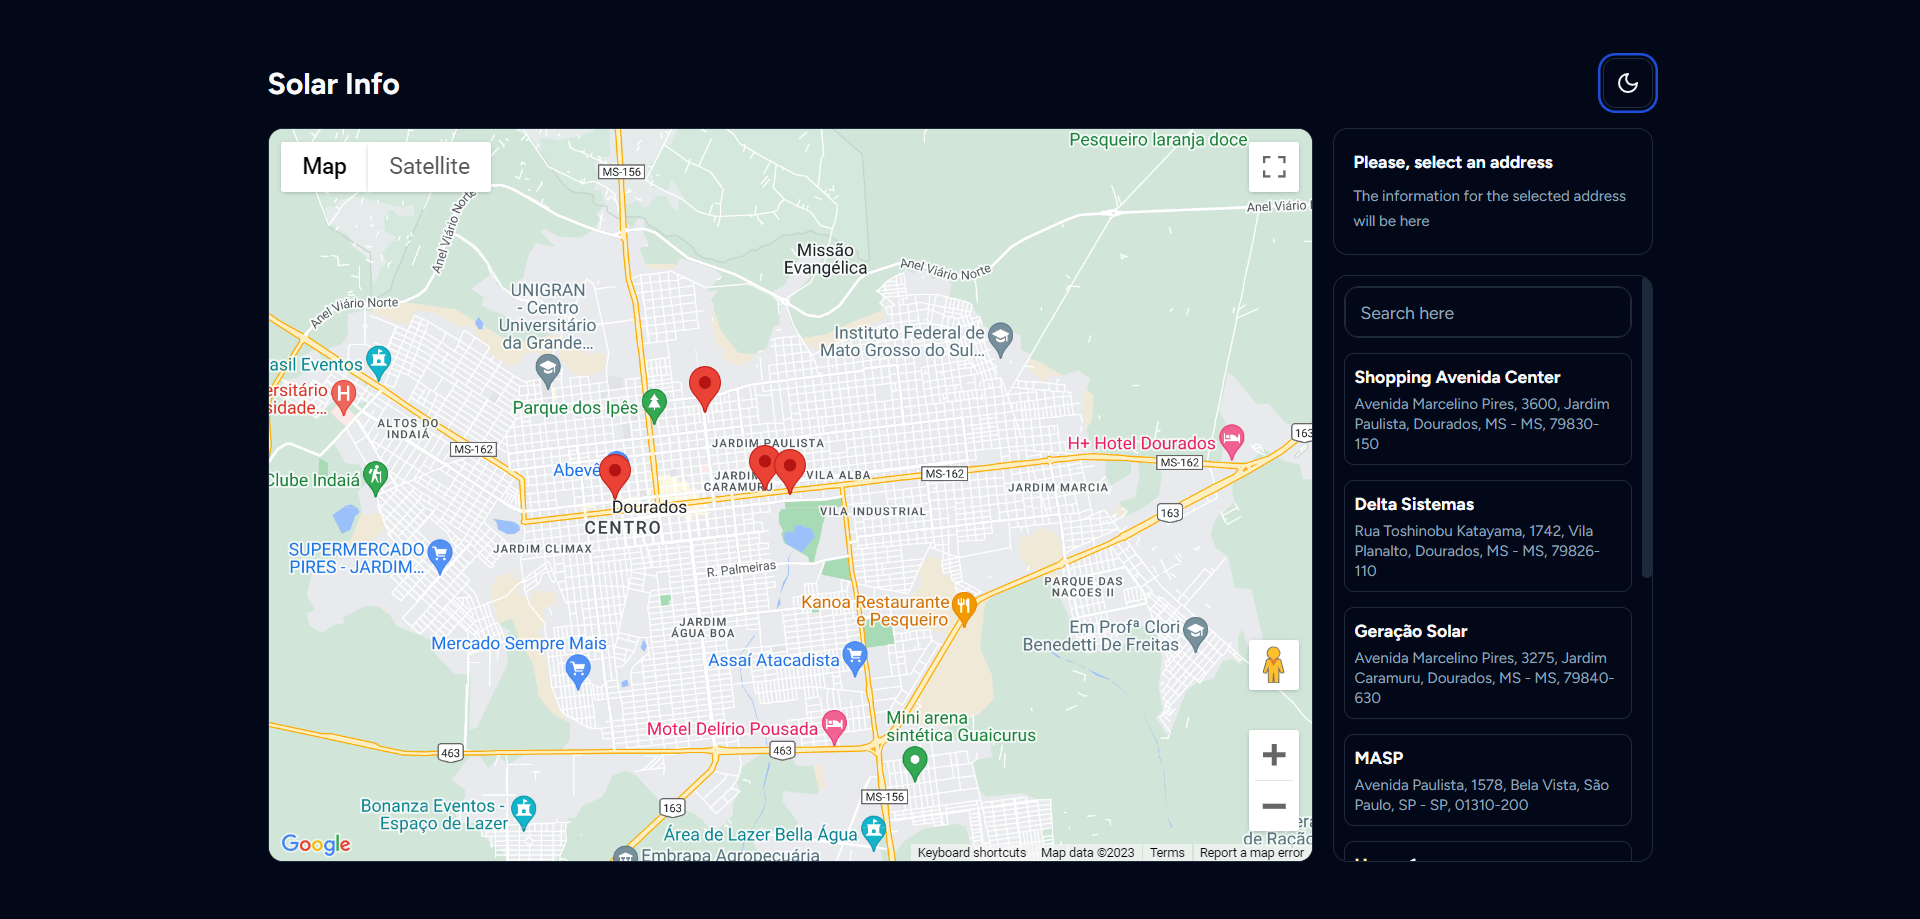 Solar Info
Map
Satellite
Pesqueiro laranja doce
MS-156
Anel Viário Norte
Anel Viário
Missão
Evangélica
Anel Viário Norte
Anel Viário Norte
UNIGRAN
- Centro
Universitário
da Grande...
Instituto Federal de
Mato Grosso do Sul...
asil Eventos
ersitário
sidade...
H
Parque dos Ipês
ALTOS DO
INDAIÁ
MS-162
JARDIM PAULISTA
H+ Hotel Dourados
163
MS-162
Abevê
JARDI
CARAMURU
VILA ALBA
MS-162
JARDIM MARCIA
Clube Indaiá
Dourados
CENTRO
VILA INDUSTRIAL
163
SUPERMERCADO
PIRES - JARDIM...
JARDIM CLIMAX
R. Palmeiras
PARQUE DAS
NACOES II
Kanoa Restaurante
e Pesqueiro
JARDIM
ÁGUA BOA
Em Profª Clori
Benedetti De Freitas
Mercado Sempre Mais
Assaí Atacadista
Motel Delírio Pousada
Mini arena
sintética Guaicurus
463
463
MS-156
163
Bonanza Eventos -
Espaço de Lazer
Área de Lazer Bella Água
de Ração
Embrapa Agropecuária
Google
Keyboard shortcuts
Map data ©2023
Terms
Report a map error
Please, select an address
The information for the selected address
will be here
Search here
Shopping Avenida Center
Avenida Marcelino Pires, 3600, Jardim
Paulista, Dourados, MS - MS, 79830-
150
Delta Sistemas
Rua Toshinobu Katayama, 1742, Vila
Planalto, Dourados, MS - MS, 79826-
110
Geração Solar
Avenida Marcelino Pires, 3275, Jardim
Caramuru, Dourados, MS - MS, 79840-
630
MASP
Avenida Paulista, 1578, Bela Vista, São
Paulo, SP - SP, 01310-200